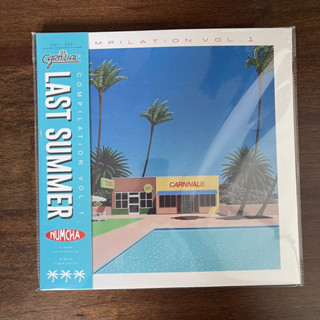 MPILATION VOL. 1
CARNIVAL
COMPILATION VOL. 1
LAST SUMMER
NUMCHA
CARNIVAL